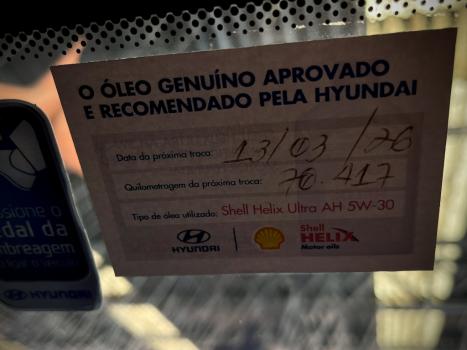 O ÓLEO GENUÍNO APROVADO
E RECOMENDADO PELA HYUNDAI
Data da próxima troca: 13/03/26
Quilometragem da próxima troca: 70.417
Tipo de óleo utilizado: Shell Helix Ultra AH 5W-30
HYUNDAI
Shell
HELIX
Motor oils
ssione o
dal da
mbreagem
HYUNDAI